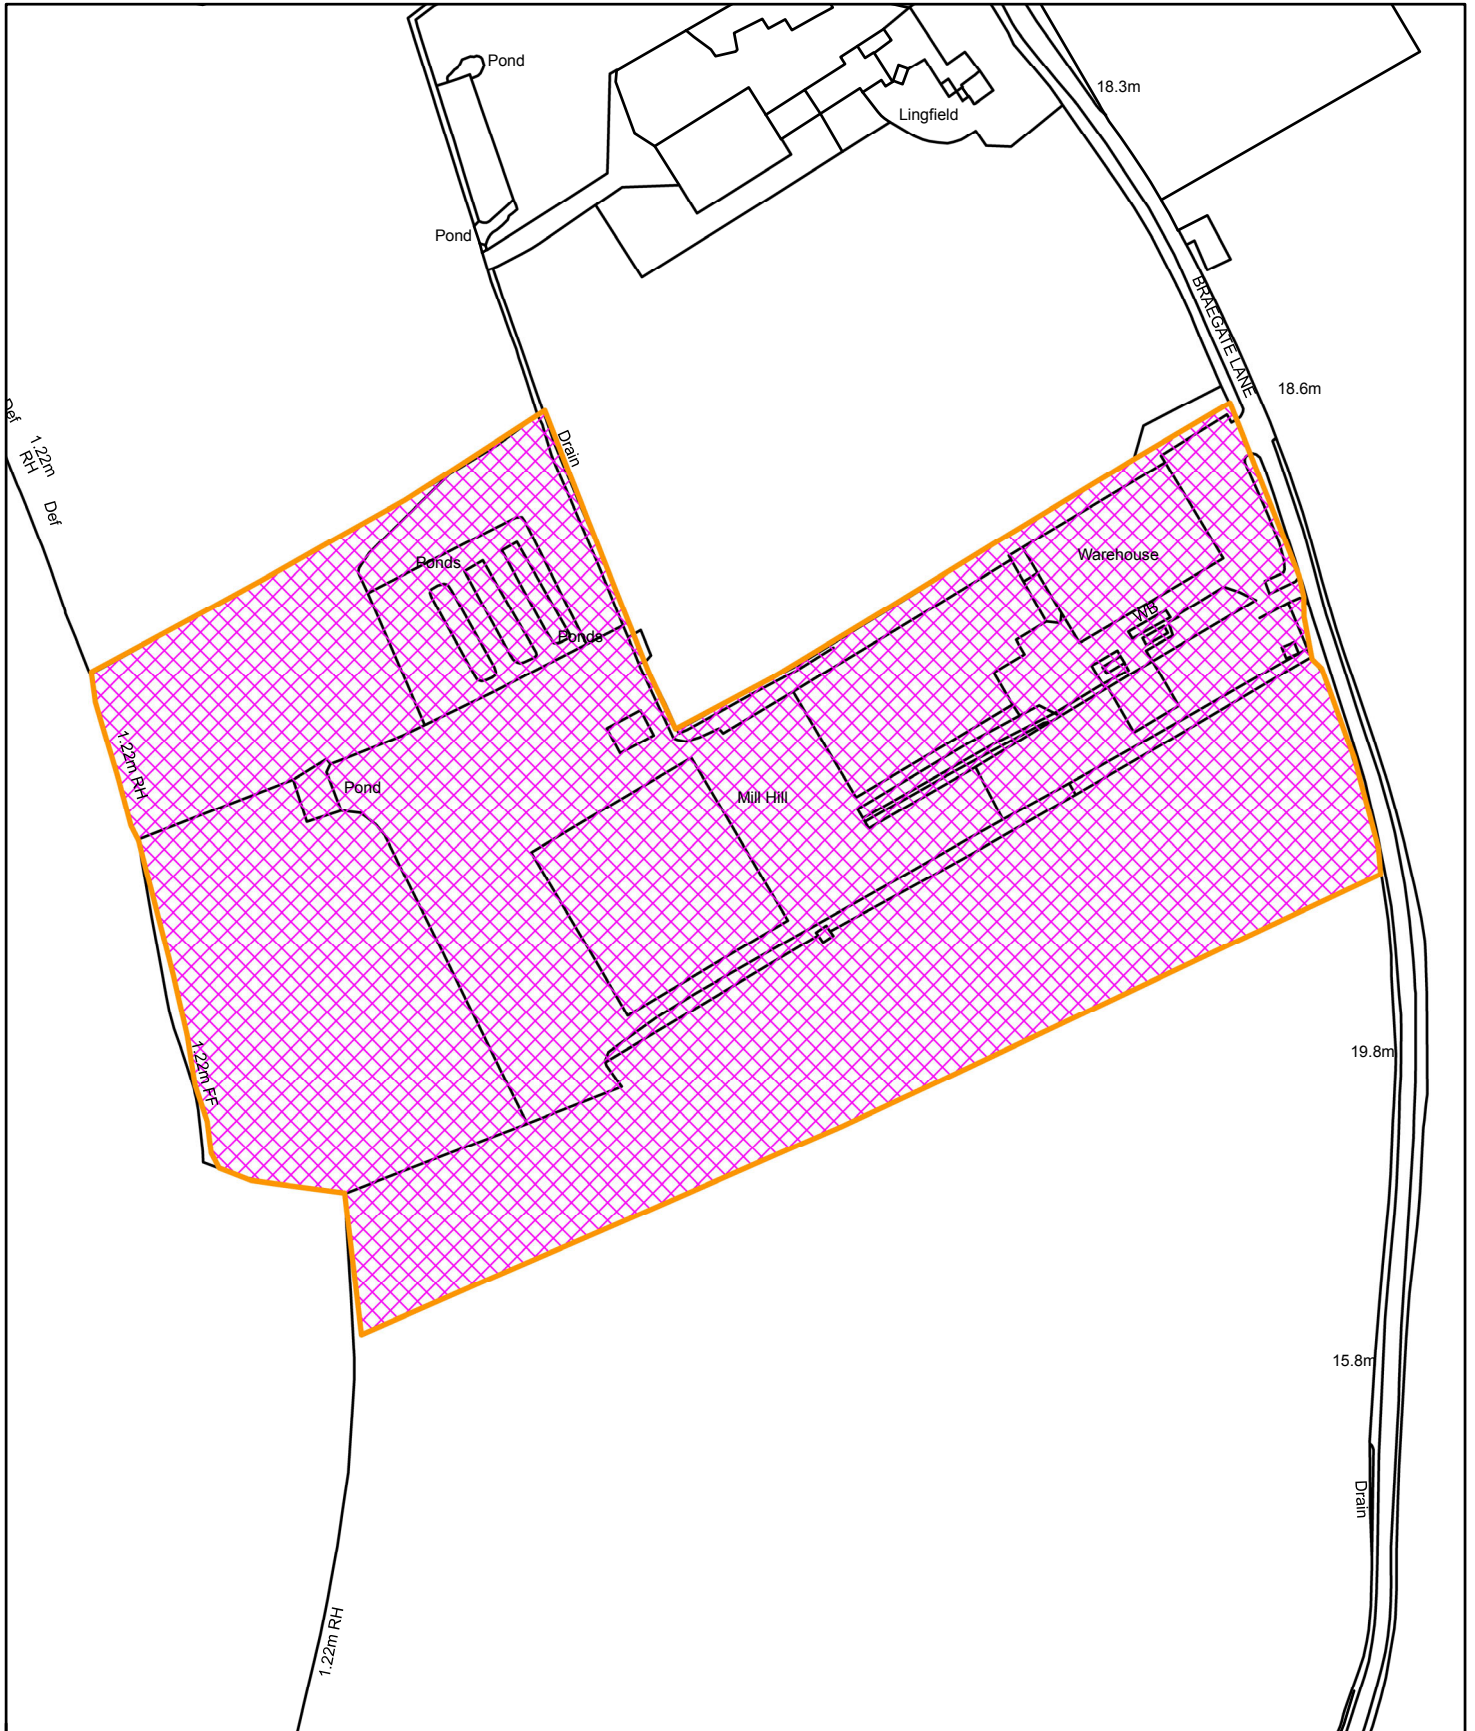 Pond
18.3m
Lingfield
Pond
BRAEGATE LANE
18.6m
Def
1.22m
RH
Def
Drain
Ponds
Warehouse
WB
Ponds
1.22m RH
Pond
Mill Hill
1.22m FF
19.8m
15.8m
Drain
1.22m RH